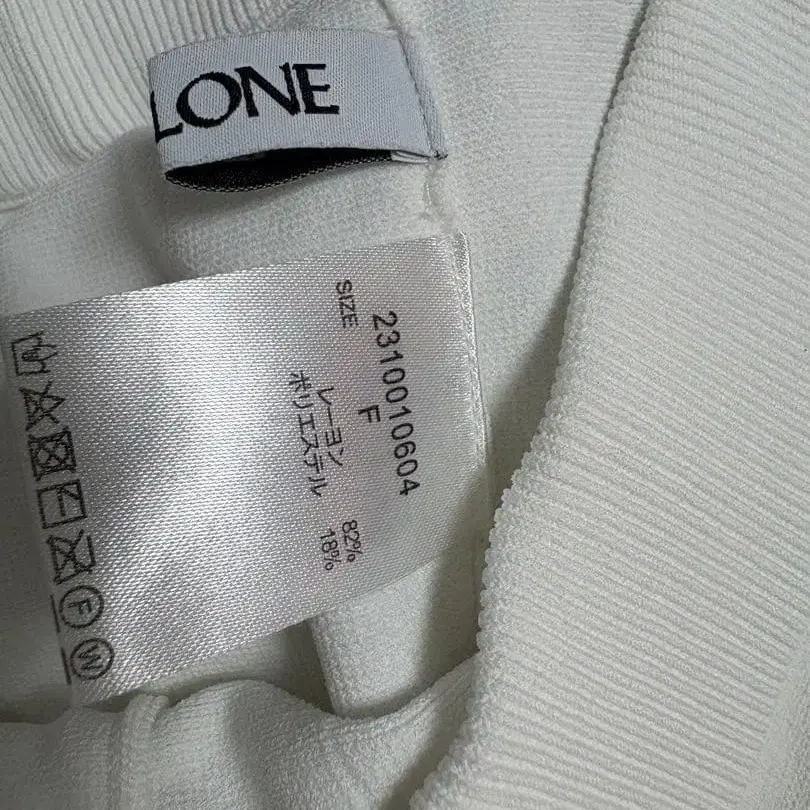 LONE
2310010604
SIZE F
レーヨン 82%
ポリエステル 18%
F
W